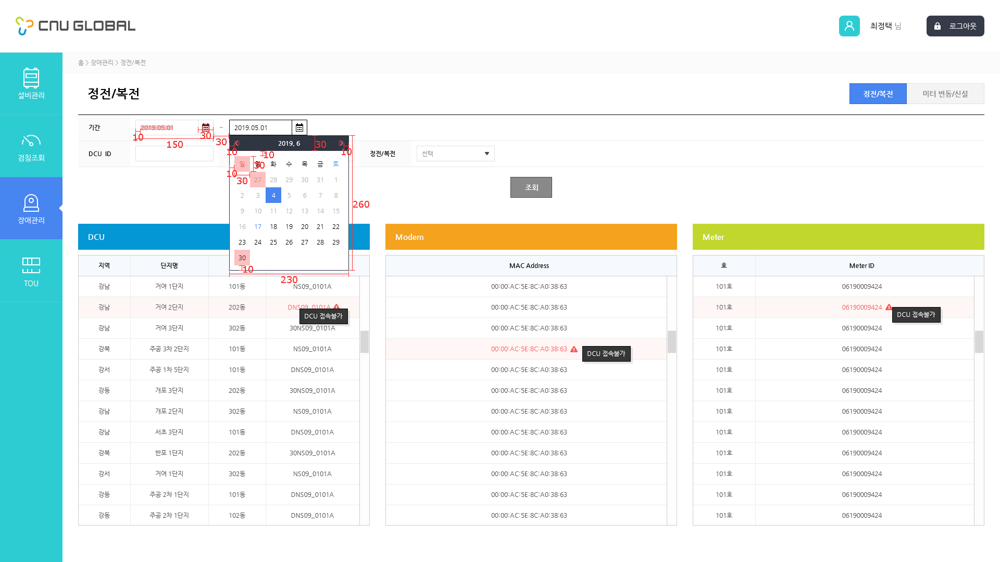 CNU GLOBAL
최정택 님
로그아웃
설비관리
검침조회
장애관리
TOU
홈 > 장애관리 > 정전/복전
정전/복전
정전/복전
미터 변동/신설
기간
2019.05.01
~
2019.05.01
10
150
30
30
DCU ID
정전/복전
선택
조회
2019. 6
30
10
10
10
일 월 화 수 목 금 토
30
10
30
27 28 29 30 31 1
2 3 4 5 6 7 8
9 10 11 12 13 14 15
16 17 18 19 20 21 22
23 24 25 26 27 28 29
30
10
230
260
DCU
지역 단지명
강남 거여 1단지 101동 NS09_0101A
강남 거여 2단지 202동 DNS09_0101A
DCU 접속불가
강남 거여 3단지 302동 30NS09_0101A
강북 주공 3차 2단지 101동 NS09_0101A
강서 주공 1차 5단지 101동 DNS09_0101A
강동 개포 3단지 202동 30NS09_0101A
강남 개포 2단지 302동 NS09_0101A
강남 서초 3단지 101동 DNS09_0101A
강북 반포 1단지 202동 30NS09_0101A
강서 거여 1단지 302동 NS09_0101A
강동 주공 2차 1단지 101동 DNS09_0101A
강동 주공 2차 1단지 102동 DNS09_0101A
Modem
MAC Address
00:00:AC:5E:8C:A0:38:63
00:00:AC:5E:8C:A0:38:63
00:00:AC:5E:8C:A0:38:63
00:00:AC:5E:8C:A0:38:63
DCU 접속불가
00:00:AC:5E:8C:A0:38:63
00:00:AC:5E:8C:A0:38:63
00:00:AC:5E:8C:A0:38:63
00:00:AC:5E:8C:A0:38:63
00:00:AC:5E:8C:A0:38:63
00:00:AC:5E:8C:A0:38:63
00:00:AC:5E:8C:A0:38:63
00:00:AC:5E:8C:A0:38:63
Meter
호 Meter ID
101호 06190009424
101호 06190009424
DCU 접속불가
101호 06190009424
101호 06190009424
101호 06190009424
101호 06190009424
101호 06190009424
101호 06190009424
101호 06190009424
101호 06190009424
101호 06190009424
101호 06190009424